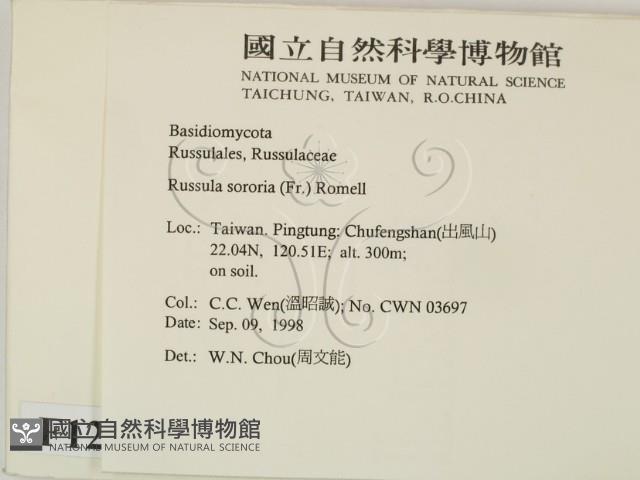 國立自然科學博物館
NATIONAL MUSEUM OF NATURAL SCIENCE
TAICHUNG, TAIWAN, R.O.CHINA
Basidiomycota
Russulales, Russulaceae
Russula sororia (Fr.) Romell
Loc.: Taiwan. Pingtung: Chufengshan(出風山)
22.04N, 120.51E; alt. 300m;
on soil.
Col.: C.C. Wen(溫昭誠); No. CWN 03697
Date: Sep. 09, 1998
Det.: W.N. Chou(周文能)
國立自然科學博物館
NATIONAL MUSEUM OF NATURAL SCIENCE